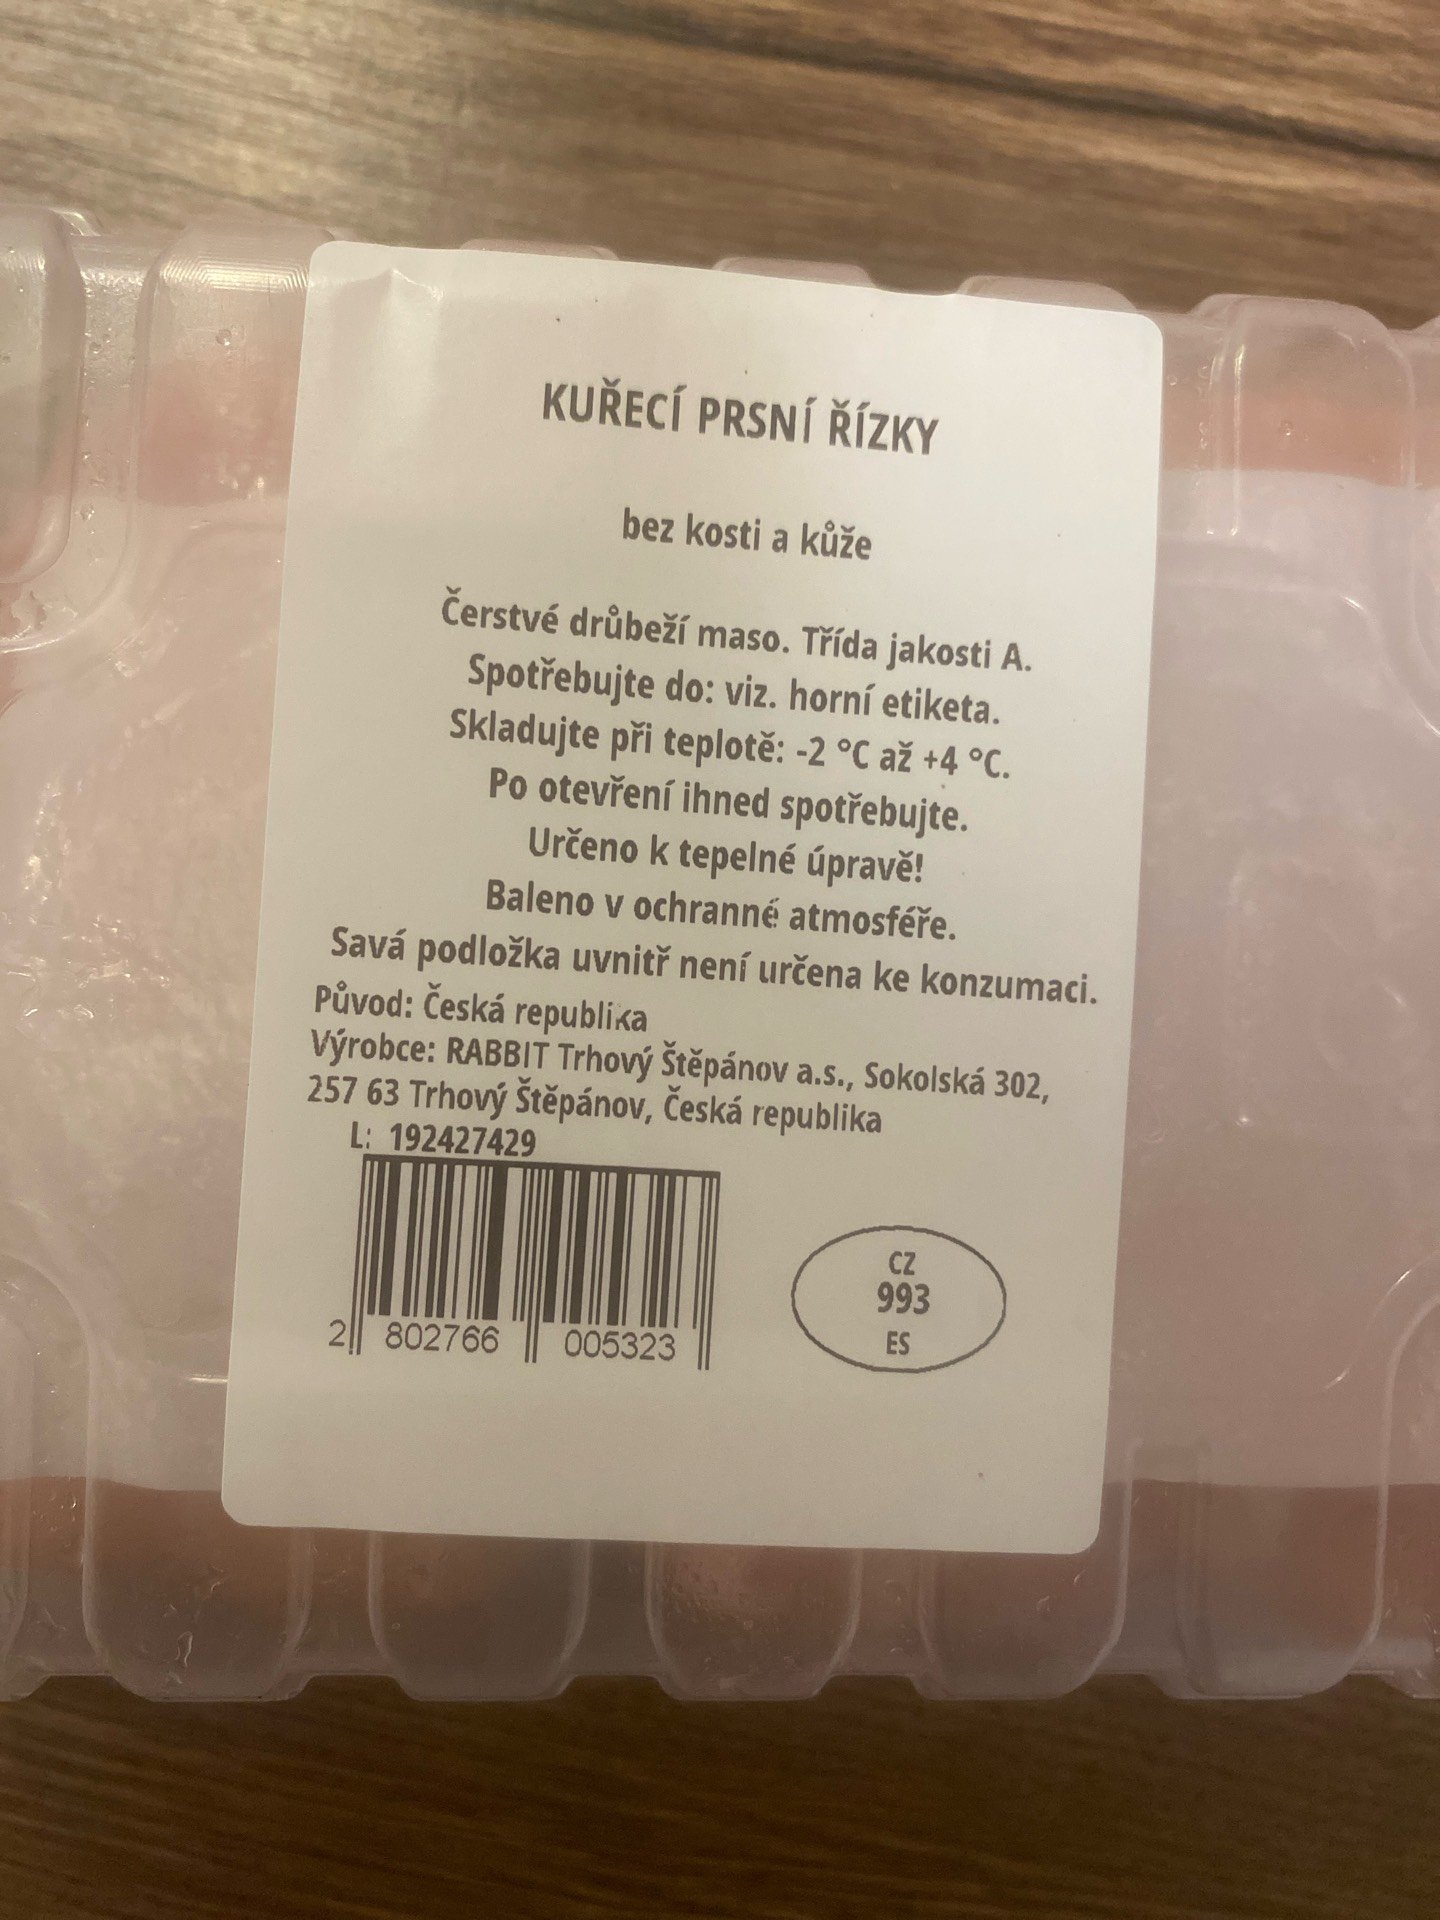 KUŘECÍ PRSNÍ ŘÍZKY
bez kosti a kůže
Čerstvé drůbeží maso. Třída jakosti A.
Spotřebujte do: viz. horní etiketa.
Skladujte při teplotě: -2 °C až +4 °C.
Po otevření ihned spotřebujte.
Určeno k tepelné úpravě!
Baleno v ochranné atmosféře.
Savá podložka uvnitř není určena ke konzumaci.
Původ: Česká republika
Výrobce: RABBIT Trhový Štěpánov a.s., Sokolská 302,
257 63 Trhový Štěpánov, Česká republika
L: 192427429
2 802766 005323
CZ
993
ES